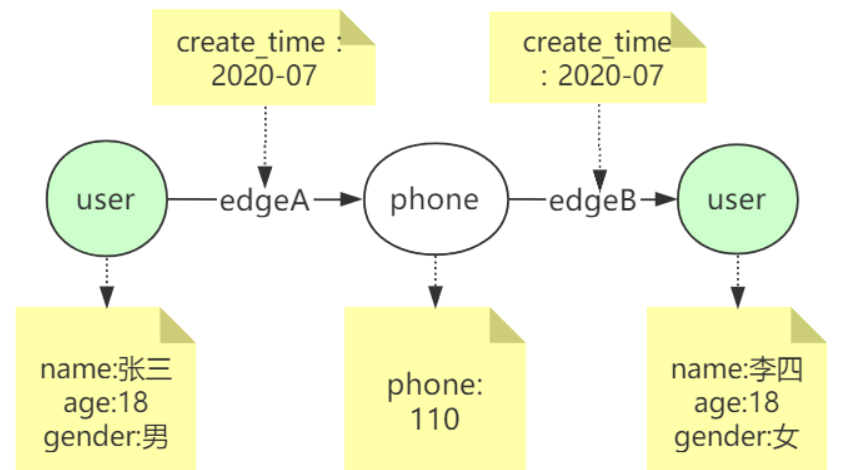 create_time：
2020-07
create_time
：2020-07
user
edgeA
phone
edgeB
user
name:张三
age:18
gender:男
phone:
110
name:李四
age:18
gender:女